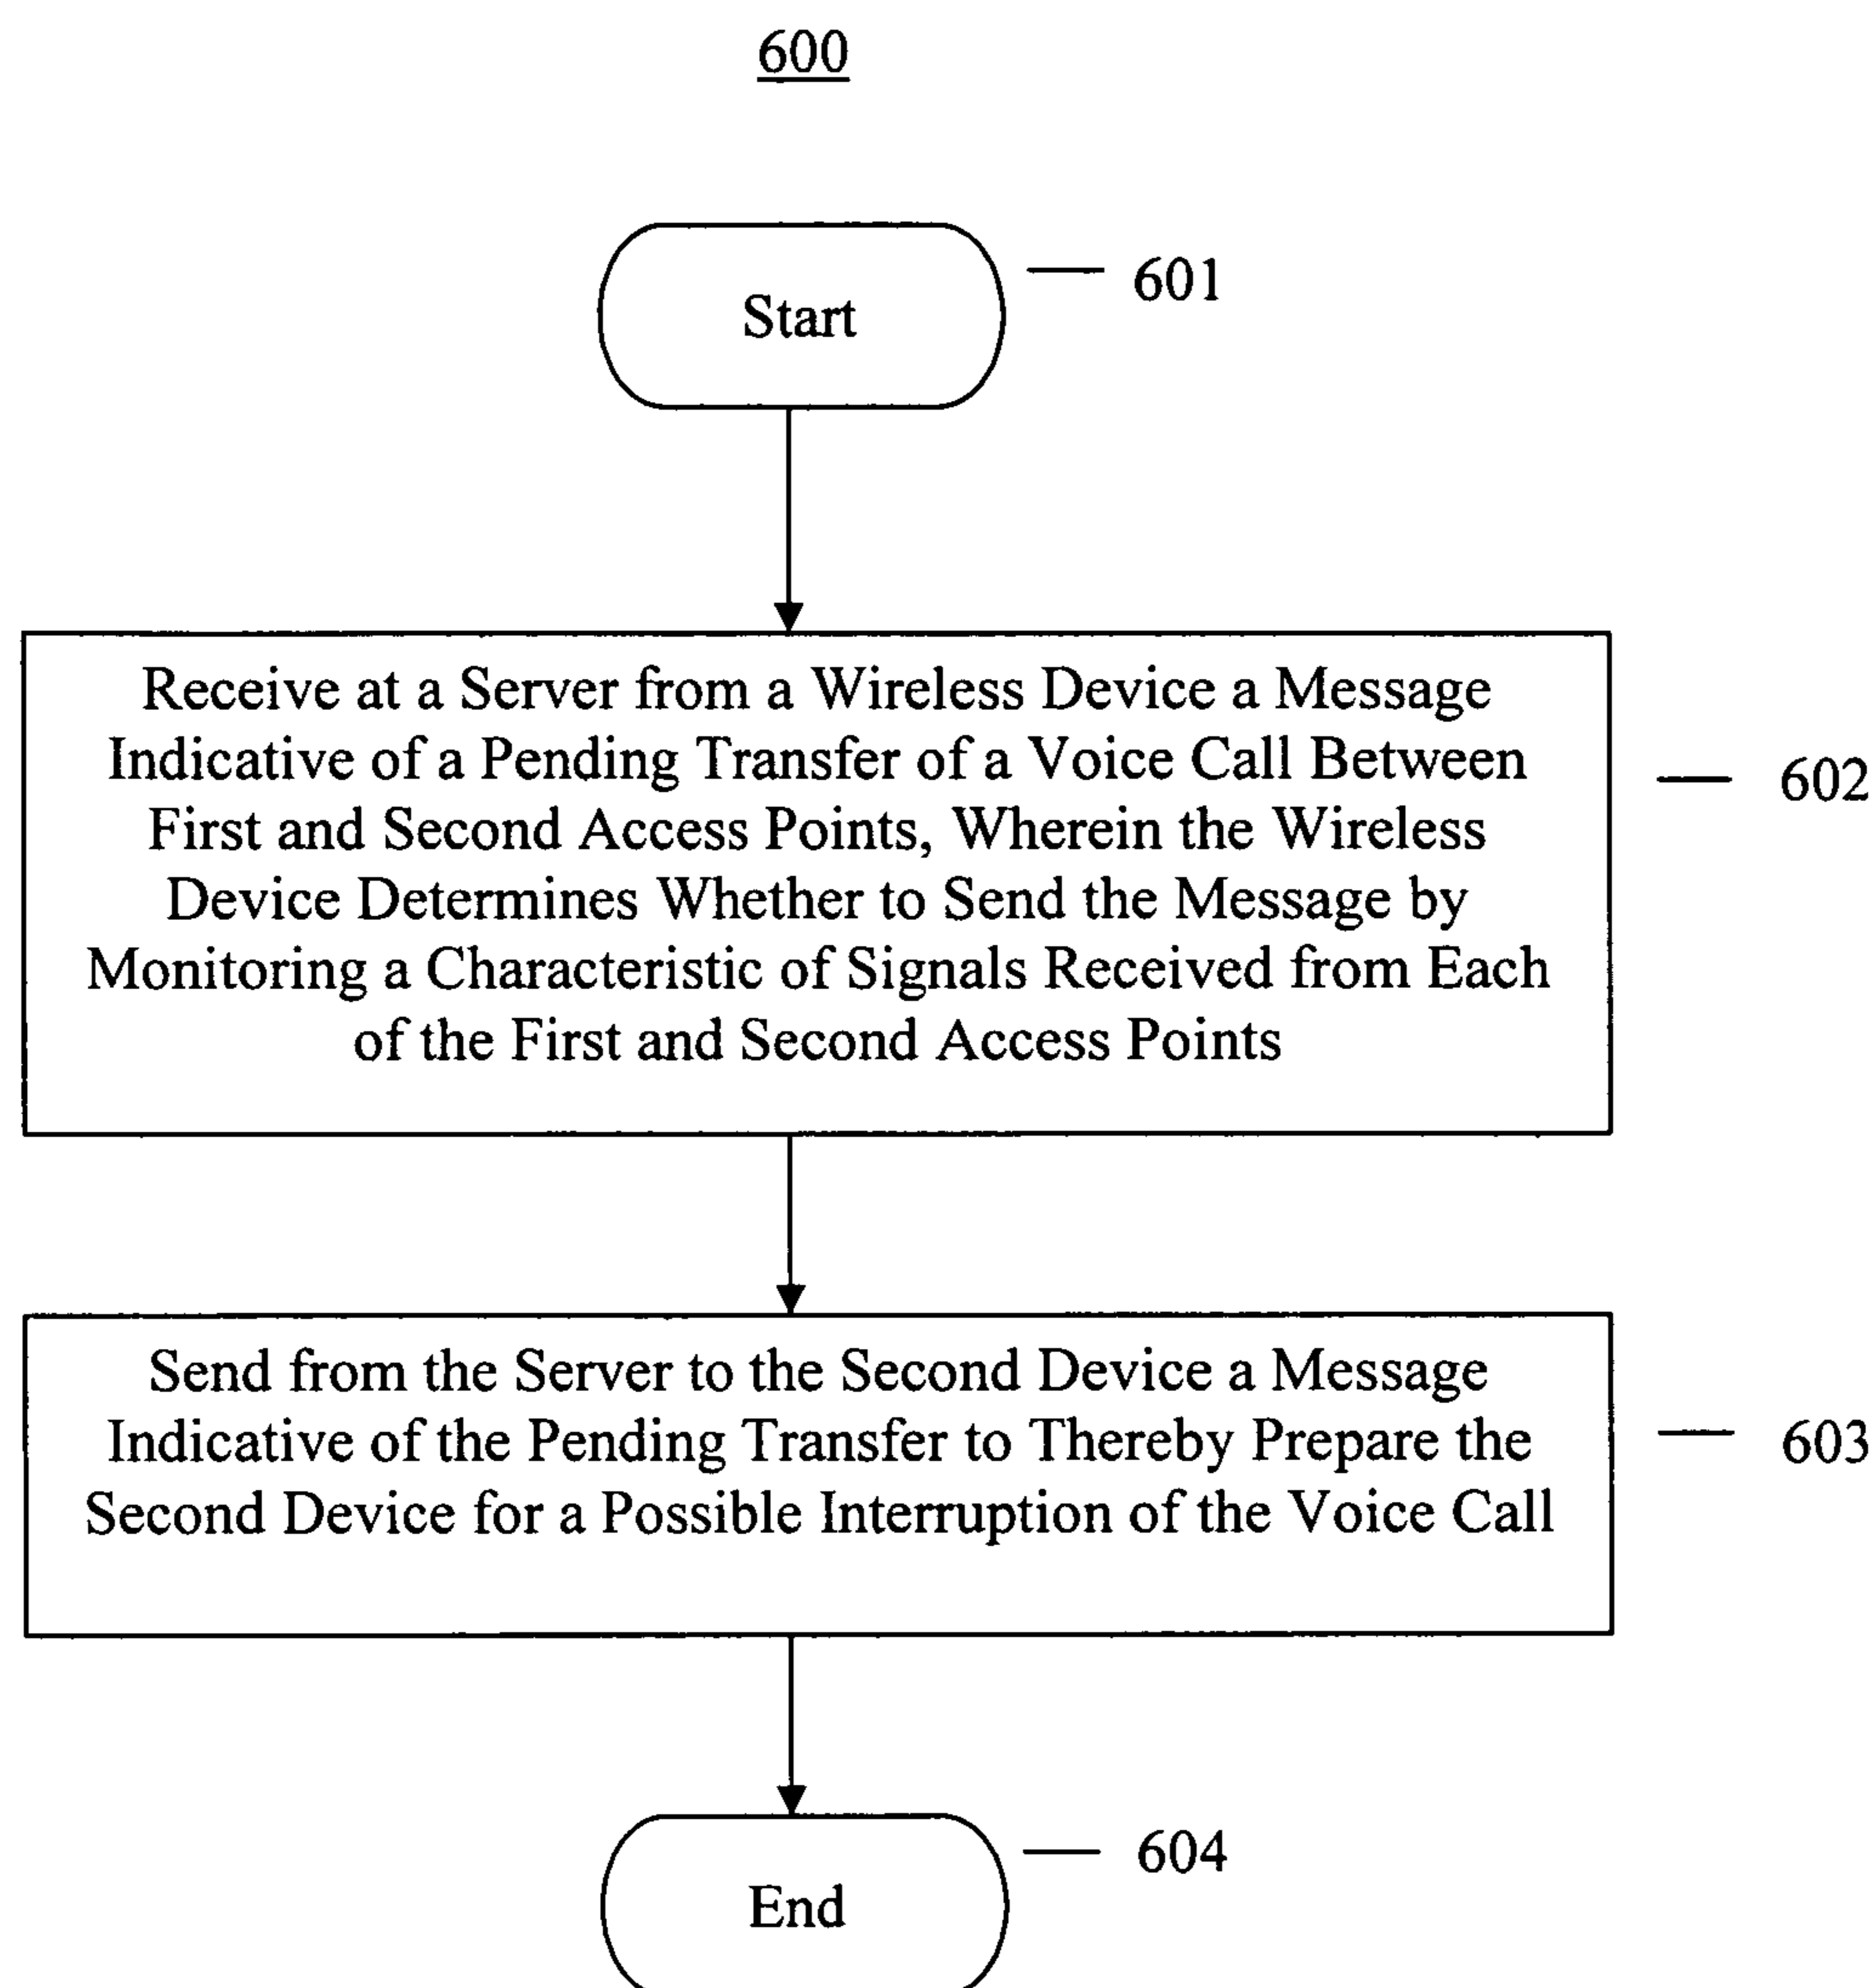 600
Start
601
Receive at a Server from a Wireless Device a Message
Indicative of a Pending Transfer of a Voice Call Between
First and Second Access Points, Wherein the Wireless
Device Determines Whether to Send the Message by
Monitoring a Characteristic of Signals Received from Each
of the First and Second Access Points
602
Send from the Server to the Second Device a Message
Indicative of the Pending Transfer to Thereby Prepare the
Second Device for a Possible Interruption of the Voice Call
603
End
604